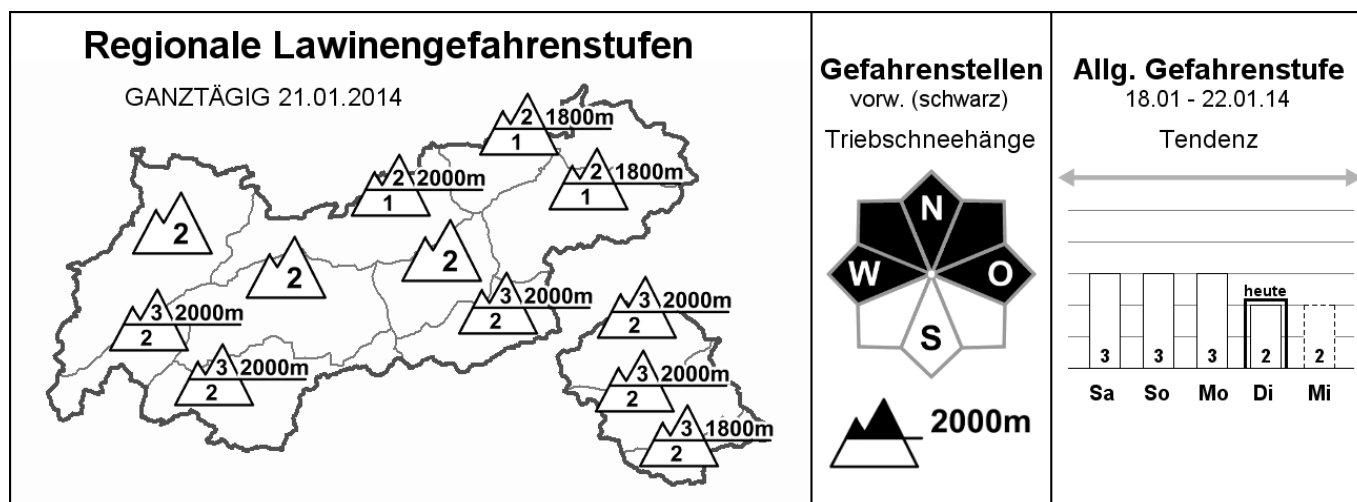 Regionale Lawinengefahrenstufen
GANZTÄGIG 21.01.2014
2 1800m
1
2 1800m
1
2 2000m
1
2
2
2
3 2000m
2
3 2000m
2
3 2000m
2
3 2000m
2
3 2000m
2
3 1800m
2
Gefahrenstellen
vorw. (schwarz)
Triebschneehänge
N
W O
S
2000m
Allg. Gefahrenstufe
18.01 - 22.01.14
Tendenz
heute
3 3 3 2 2
Sa So Mo Di Mi